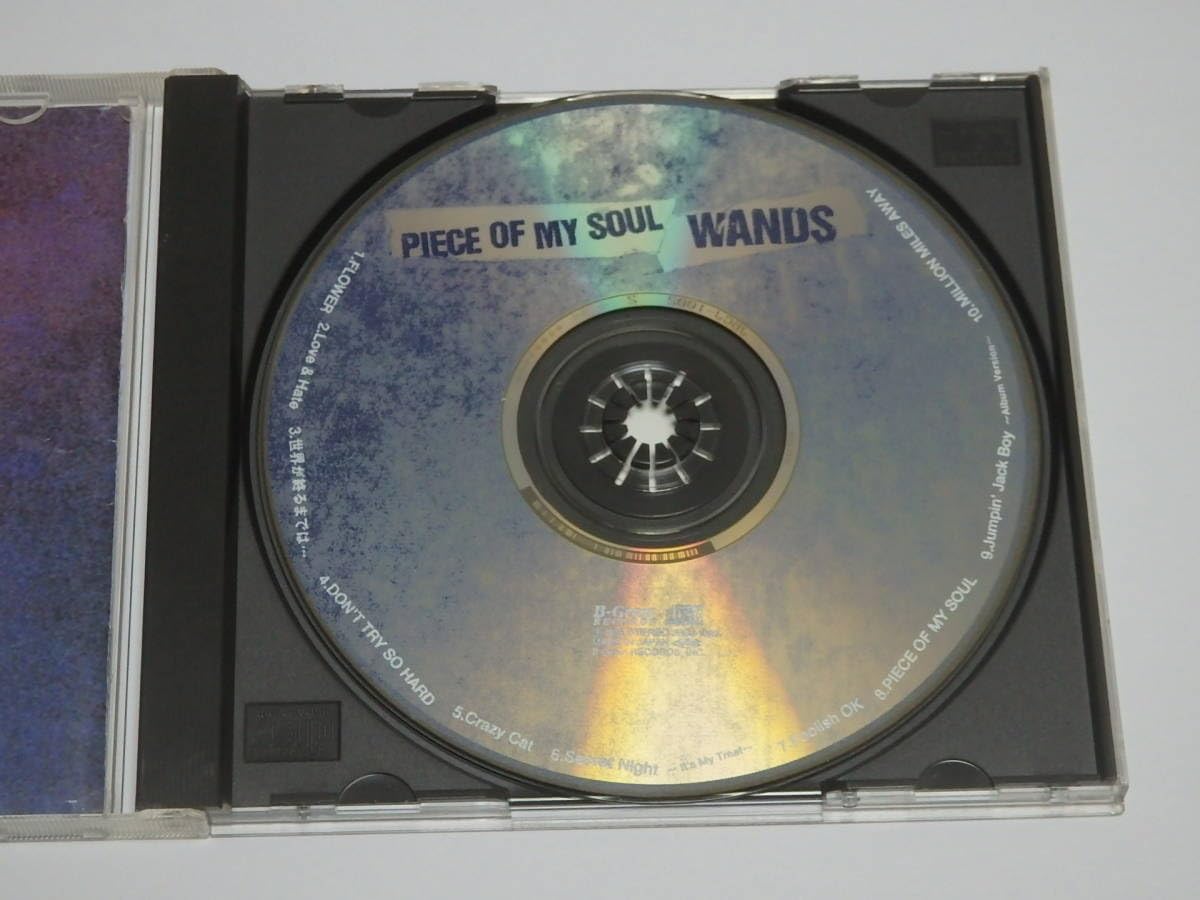 PIECE OF MY SOUL
WANDS
1.FLOWER 2.Love & Hate 3.世界が終るまでは…
4.DON'T TRY SO HARD
5.Crazy Cat
6.Secret Night ~ It's My Treat~
7.Foolish OK
8.PIECE OF MY SOUL
9.Jumpin' Jack Boy ~Album Version~
10.MILLION MILES AWAY
RECORDS, INC.